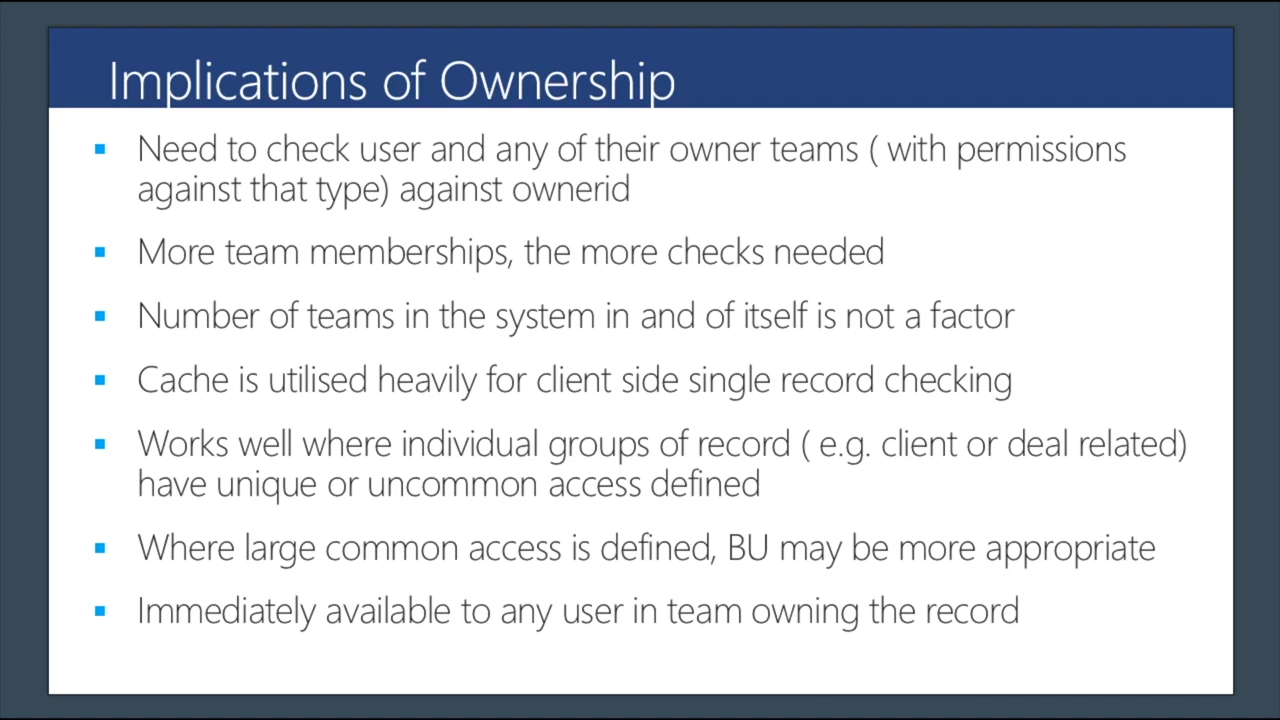 Implications of Ownership
Need to check user and any of their owner teams ( with permissions
against that type) against ownerid
More team memberships, the more checks needed
Number of teams in the system in and of itself is not a factor
Cache is utilised heavily for client side single record checking
Works well where individual groups of record ( e.g. client or deal related)
have unique or uncommon access defined
Where large common access is defined, BU may be more appropriate
Immediately available to any user in team owning the record